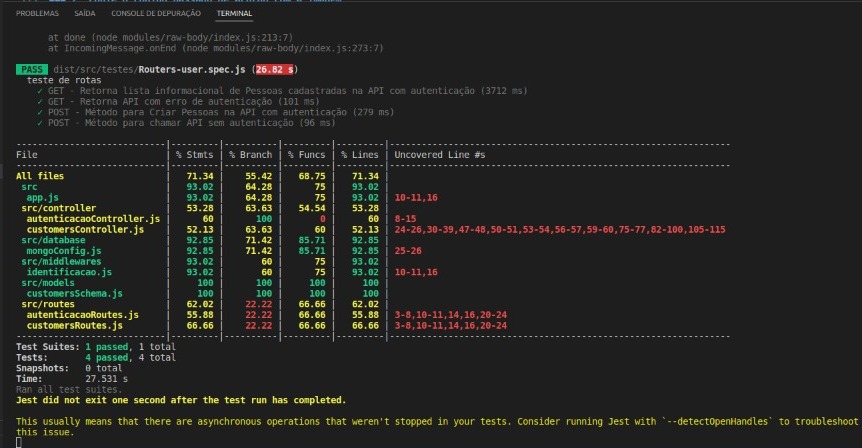 PROBLEMAS SAÍDA CONSOLE DE DEPURAÇÃO TERMINAL
at done (node modules/raw-body/index.js:213:7)
at IncomingMessage.onEnd (node modules/raw-body/index.js:273:7)
PASS dist/src/testes/Routers-user.spec.js (26.82 s)
teste de rotas
✓ GET - Retorna lista informacional de Pessoas cadastradas na API com autenticação (3712 ms)
✓ GET - Retorna API com erro de autenticação (101 ms)
✓ POST - Método para Criar Pessoas na API com autenticação (279 ms)
✓ POST - Método para chamar API sem autenticação (96 ms)
File | % Stmts | % Branch | % Funcs | % Lines | Uncovered Line #s
All files | 71.34 | 55.42 | 68.75 | 71.34 |
src | 93.02 | 64.28 | 75 | 93.02 |
app.js | 93.02 | 64.28 | 75 | 93.02 | 10-11,16
src/controller | 53.28 | 63.63 | 54.54 | 53.28 |
autenticacaoController.js | 60 | 100 | 0 | 60 | 8-15
customersController.js | 52.13 | 63.63 | 60 | 52.13 | 24-26,30-39,47-48,50-51,53-54,56-57,59-60,75-77,82-100,105-115
src/database | 92.85 | 71.42 | 85.71 | 92.85 |
mongoConfig.js | 92.85 | 71.42 | 85.71 | 92.85 | 25-26
src/middlewares | 93.02 | 60 | 75 | 93.02 |
identificacao.js | 93.02 | 60 | 75 | 93.02 | 10-11,16
src/models | 100 | 100 | 100 | 100 |
customersSchema.js | 100 | 100 | 100 | 100 |
src/routes | 62.02 | 22.22 | 66.66 | 62.02 |
autenticacaoRoutes.js | 55.88 | 22.22 | 66.66 | 55.88 | 3-8,10-11,14,16,20-24
customersRoutes.js | 66.66 | 22.22 | 66.66 | 66.66 | 3-8,10-11,14,16,20-24
Test Suites: 1 passed, 1 total
Tests: 4 passed, 4 total
Snapshots: 0 total
Time: 27.531 s
Ran all test suites.
Jest did not exit one second after the test run has completed.
This usually means that there are asynchronous operations that weren't stopped in your tests. Consider running Jest with `--detectOpenHandles` to troubleshoot
this issue.